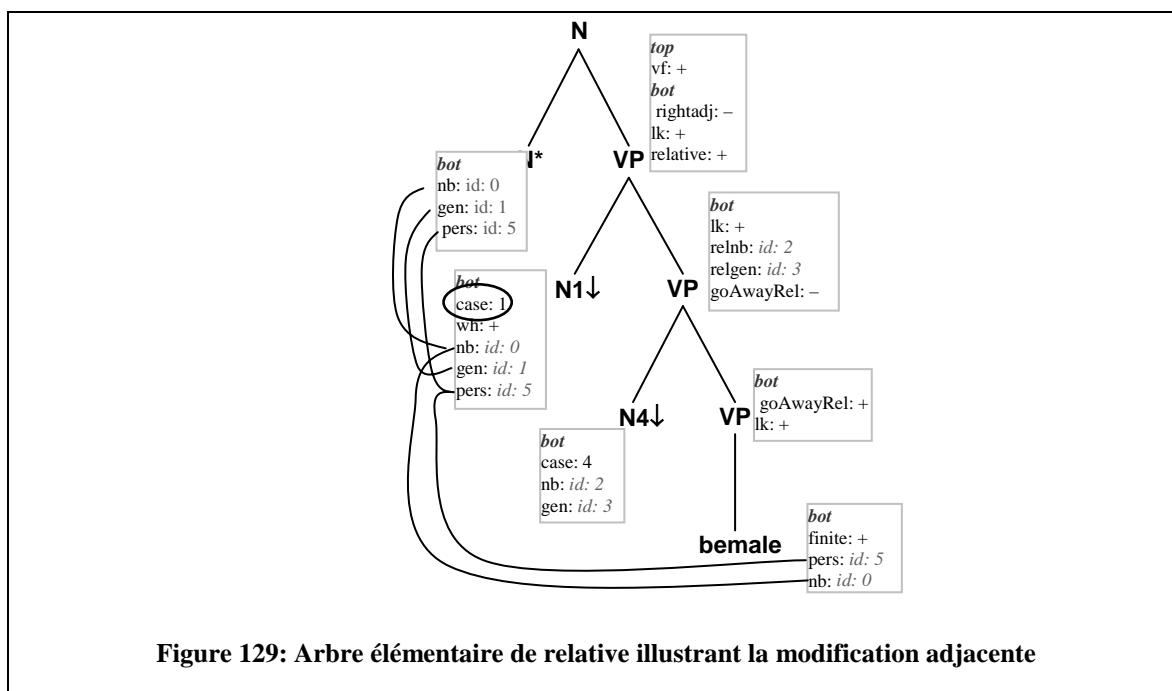 N
top
vf: +
bot
rightadj: –
lk: +
relative: +
N*
VP
bot
nb: id: 0
gen: id: 1
pers: id: 5
bot
lk: +
relnb: id: 2
relgen: id: 3
goAwayRel: –
N1↓
VP
bot
case: 1
wh: +
nb: id: 0
gen: id: 1
pers: id: 5
bot
goAwayRel: +
lk: +
N4↓
VP
bot
case: 4
nb: id: 2
gen: id: 3
bemale
bot
finite: +
pers: id: 5
nb: id: 0
Figure 129: Arbre élémentaire de relative illustrant la modification adjacente